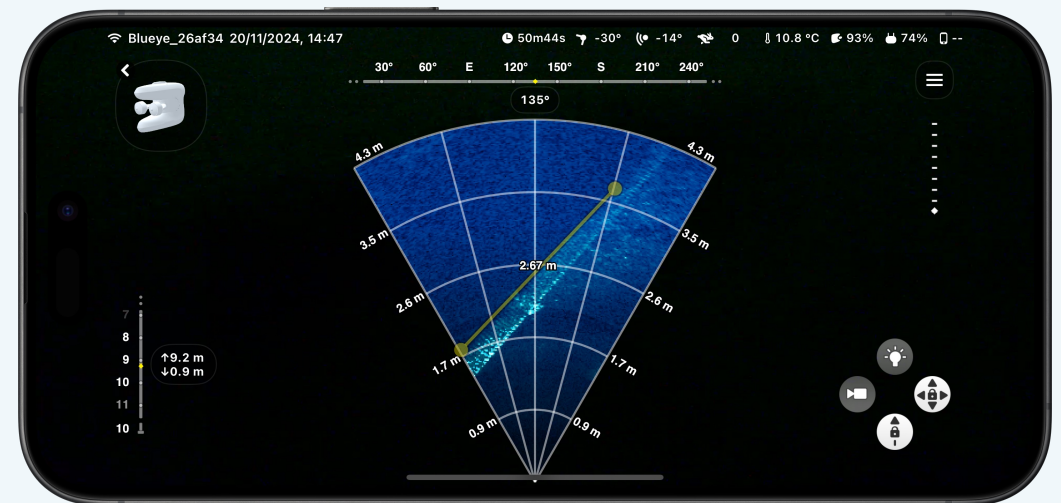 Blueye_26af34 20/11/2024, 14:47
50m44s -30° -14° 0 10.8 °C 93% 74% --
30° 60° E 120° 150° S 210° 240°
135°
4.3 m 4.3 m
3.5 m 3.5 m
2.67 m
2.6 m 2.6 m
1.7 m 1.7 m
0.9 m 0.9 m
7
8
9
10
11
10
↑9.2 m
↓0.9 m